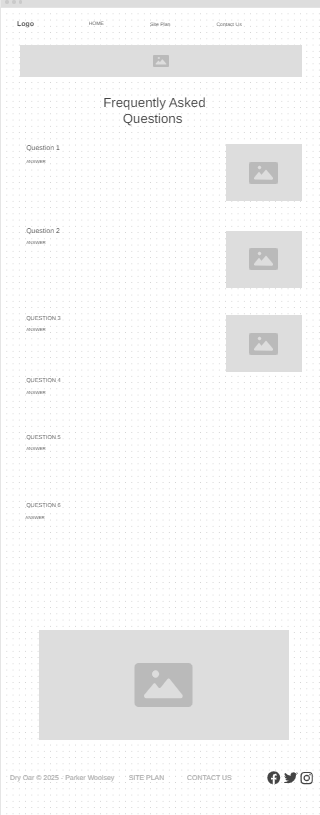 Logo
HOME
Site Plan
Contact Us
Frequently Asked
Questions
Question 1
ANSWER
Question 2
ANSWER
QUESTION 3
ANSWER
QUESTION 4
ANSWER
QUESTION 5
ANSWER
QUESTION 6
ANSWER
Dry Oar © 2025 - Parker Woolsey
SITE PLAN
CONTACT US